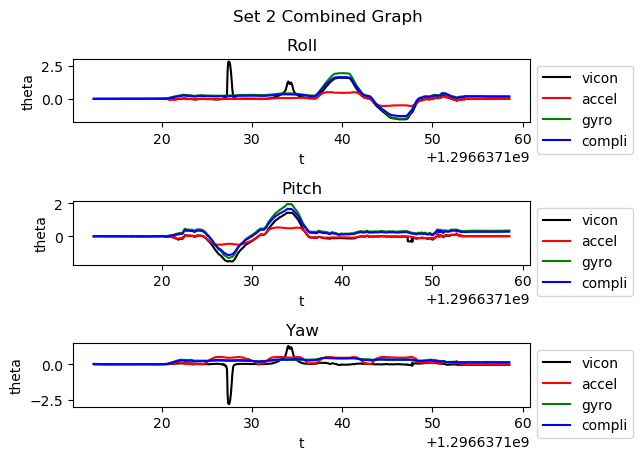 Set 2 Combined Graph
Roll
2.5
0.0
theta
20 30 40 50 60
t
+1.2966371e9
vicon
accel
gyro
compli
Pitch
2
0
theta
20 30 40 50 60
t
+1.2966371e9
vicon
accel
gyro
compli
Yaw
0.0
−2.5
theta
20 30 40 50 60
t
+1.2966371e9
vicon
accel
gyro
compli